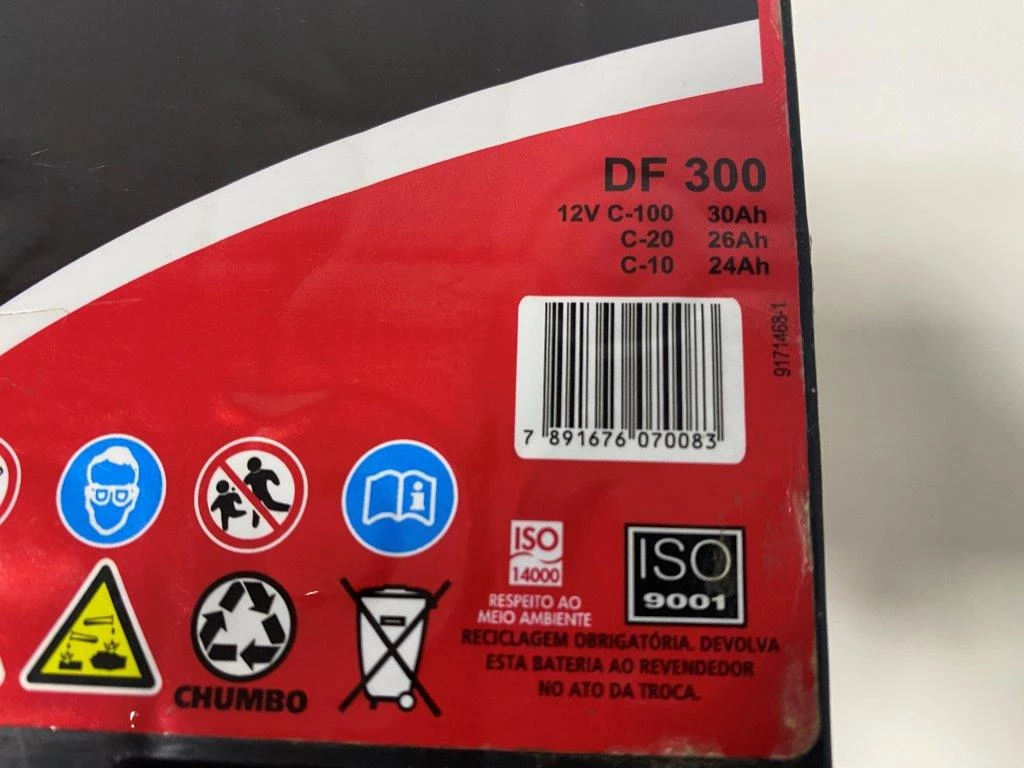 DF 300
12V C-100 30Ah
C-20 26Ah
C-10 24Ah
9171468-1
7 891676 070083
ISO
14000
RESPEITO AO
MEIO AMBIENTE
ISO
9001
RECICLAGEM OBRIGATÓRIA. DEVOLVA
ESTA BATERIA AO REVENDEDOR
NO ATO DA TROCA.
CHUMBO